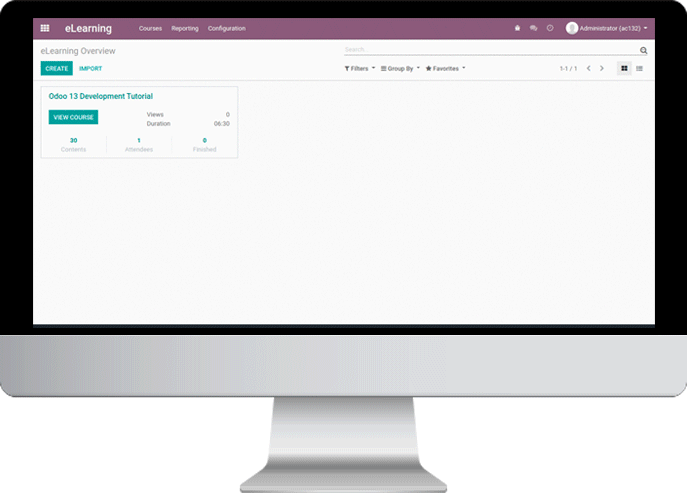 eLearning Courses Reporting Configuration Administrator (ac132)
eLearning Overview Search...
CREATE IMPORT Filters Group By Favorites 1-1 / 1
Odoo 13 Development Tutorial
VIEW COURSE Views 0
Duration 06:30
30 1 0
Contents Attendees Finished